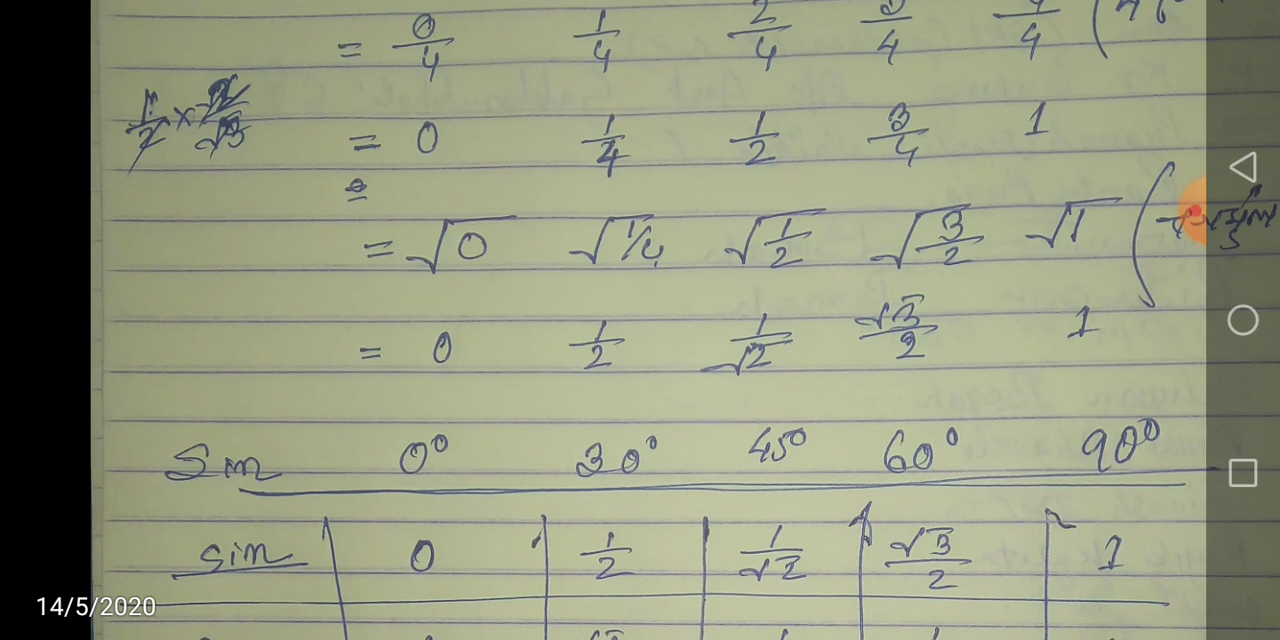 = 0/4 1/4 2/4 3/4 4/4
= 0 1/4 1/2 3/4 1
= √0 √1/4 √1/2 √3/2 √1
= 0 1/2 1/√2 √3/2 1
Sin 0° 30° 45° 60° 90°
sin 0 1/2 1/√2 √3/2 1
14/5/2020